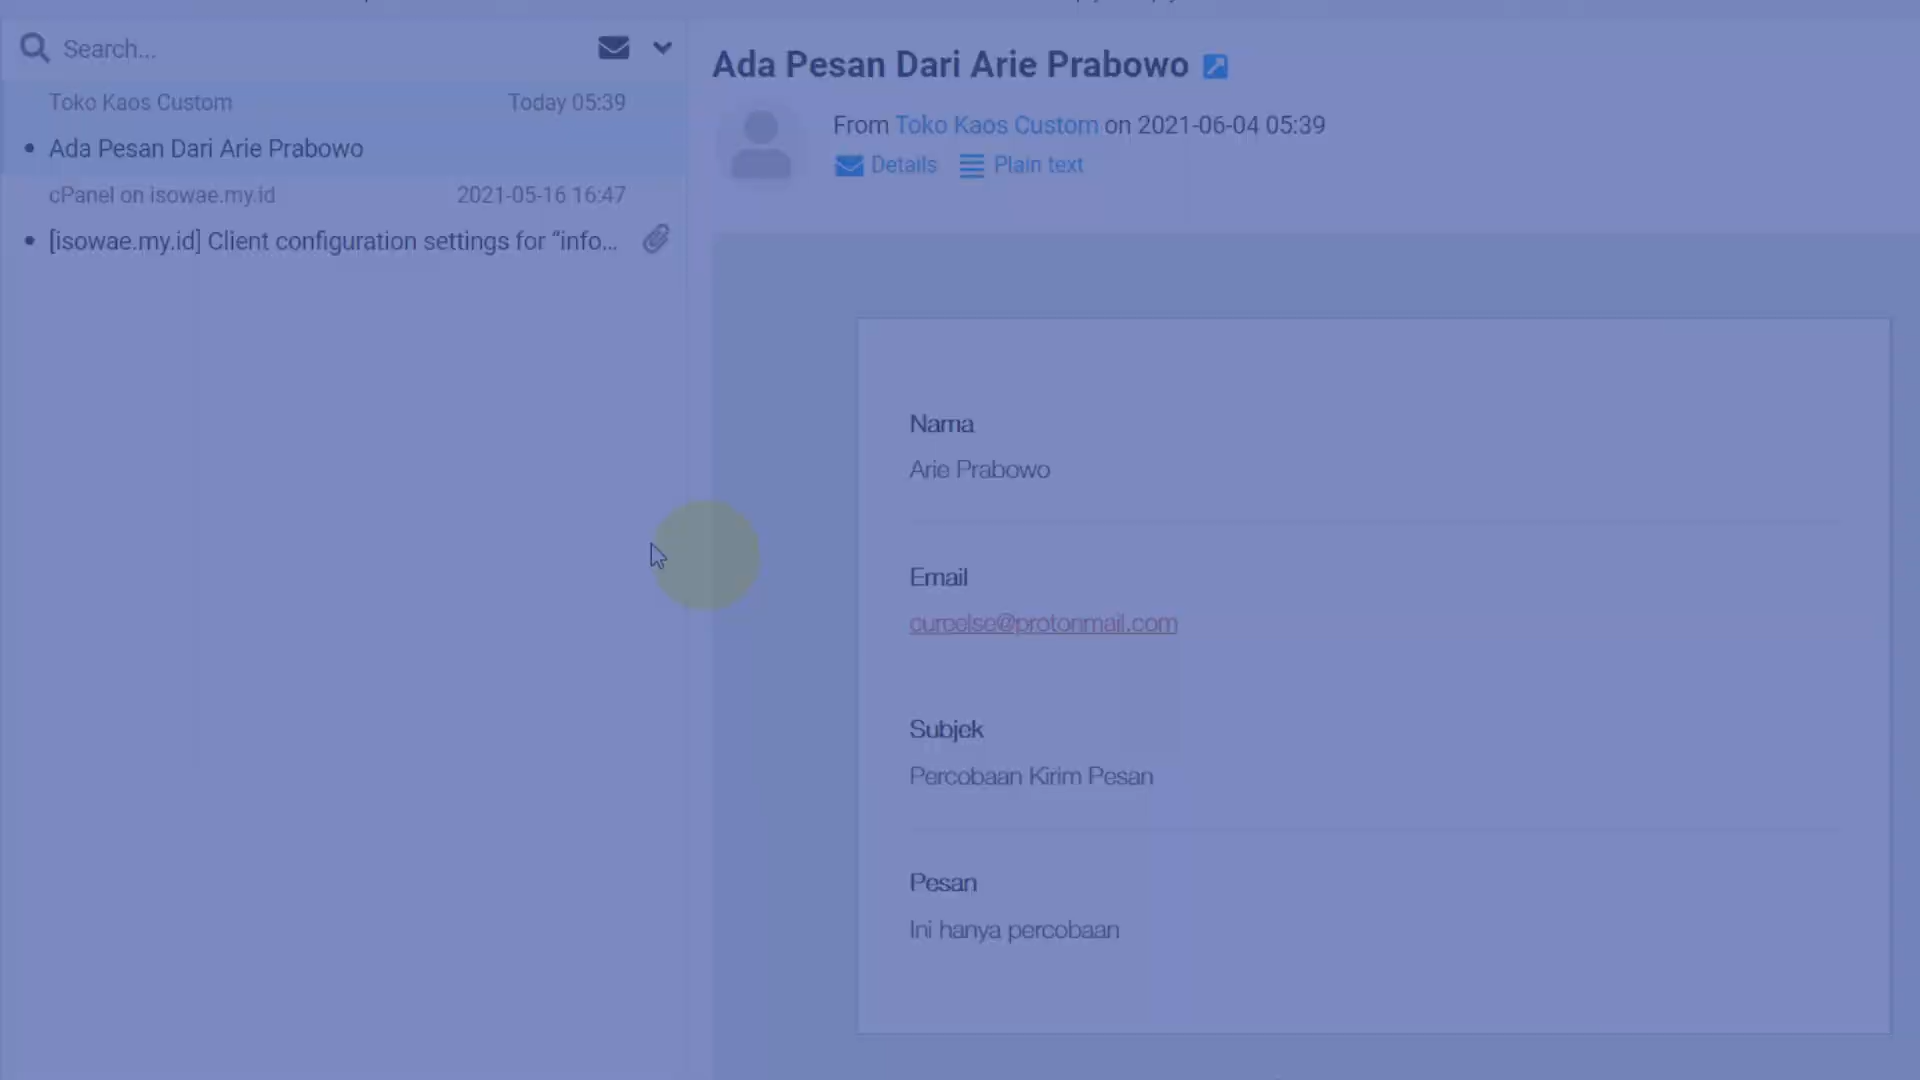 Search...
Toko Kaos Custom
Today 05:39
• Ada Pesan Dari Arie Prabowo
cPanel on isowae.my.id
2021-05-16 16:47
• [isowae.my.id] Client configuration settings for “info...
Ada Pesan Dari Arie Prabowo
From Toko Kaos Custom on 2021-06-04 05:39
Details
Plain text
Nama
Arie Prabowo
Email
Subjek
Percobaan Kirim Pesan
Pesan
Ini hanya percobaan